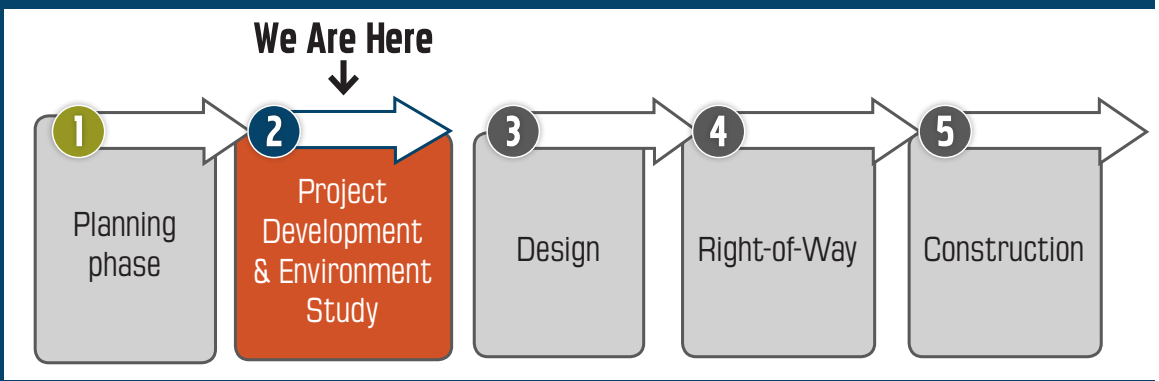 We Are Here
1
2
3
4
5
Planning
phase
Project
Development
& Environment
Study
Design
Right-of-Way
Construction